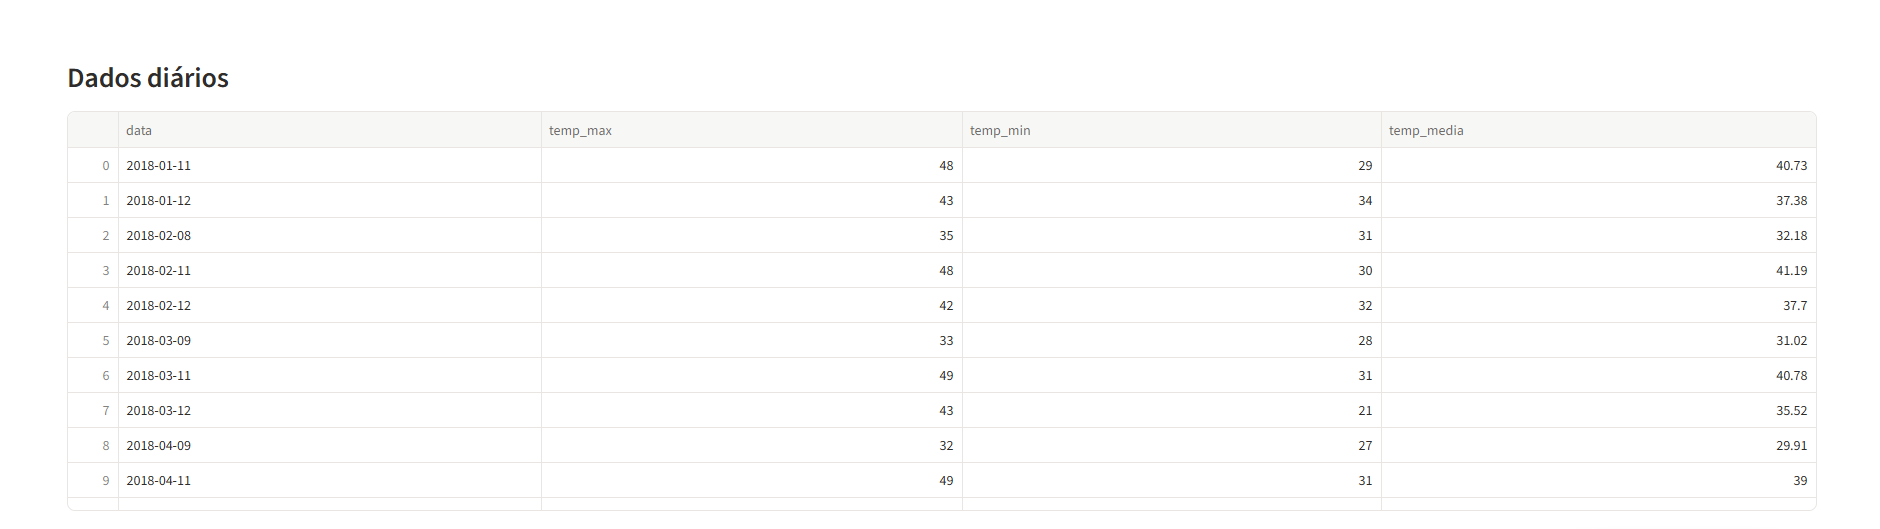 Dados diários
data temp_max temp_min temp_media
0 2018-01-11 48 29 40.73
1 2018-01-12 43 34 37.38
2 2018-02-08 35 31 32.18
3 2018-02-11 48 30 41.19
4 2018-02-12 42 32 37.7
5 2018-03-09 33 28 31.02
6 2018-03-11 49 31 40.78
7 2018-03-12 43 21 35.52
8 2018-04-09 32 27 29.91
9 2018-04-11 49 31 39